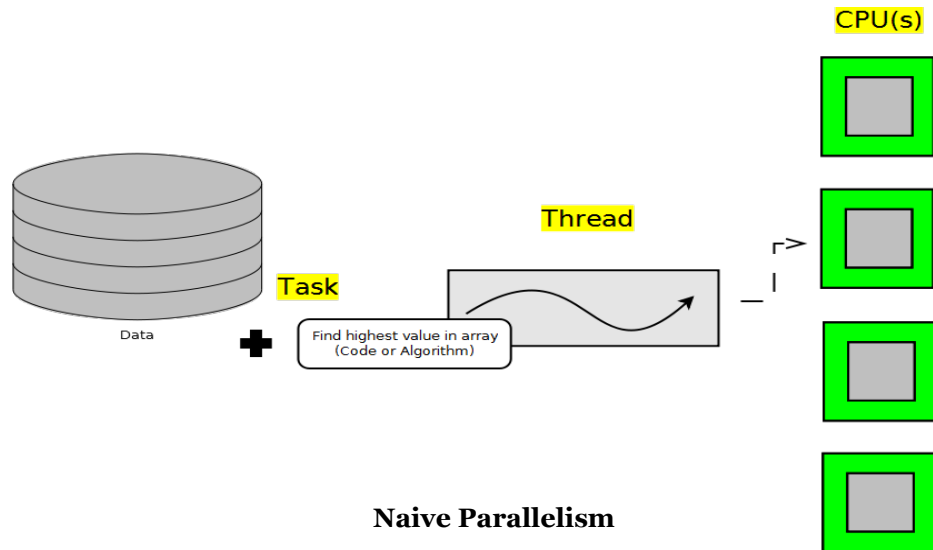 CPU(s)
Thread
Task
Data
Find highest value in array
(Code or Algorithm)
Naive Parallelism